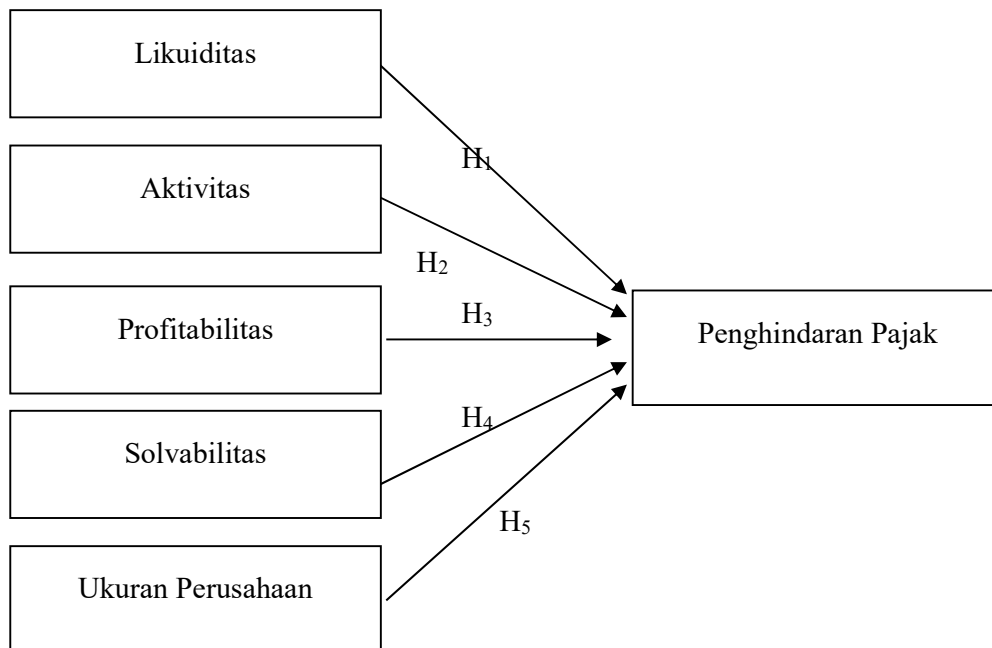 Likuiditas
H₁
Aktivitas
H₂
Profitabilitas
H₃
Penghindaran Pajak
Solvabilitas
H₄
H₅
Ukuran Perusahaan